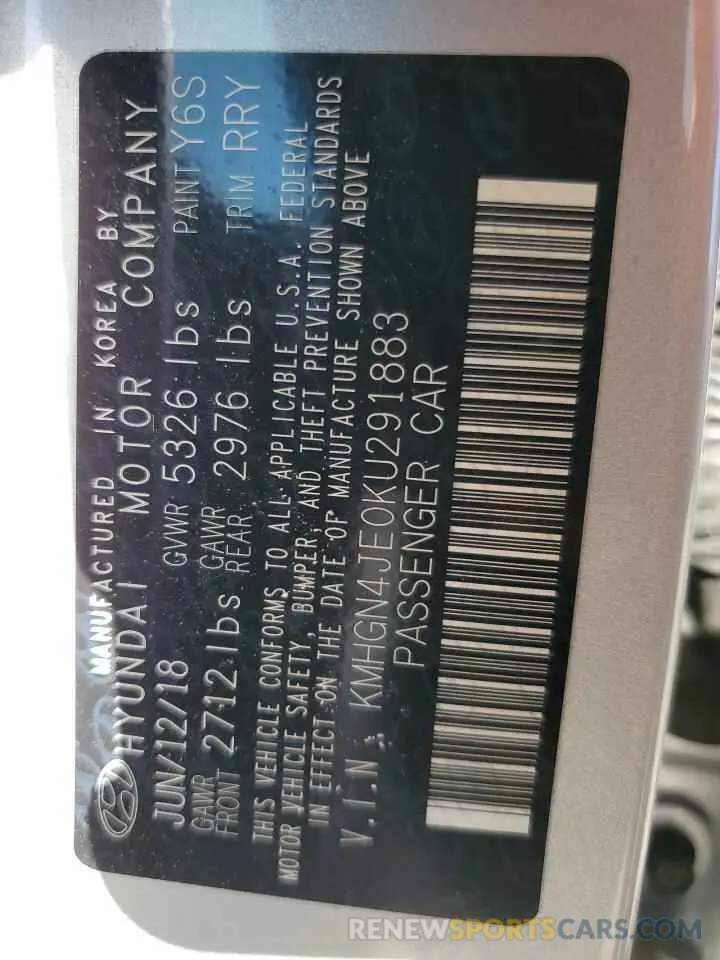 MANUFACTURED IN KOREA BY
HYUNDAI MOTOR COMPANY
JUN/12/18 GVWR 5326 lbs PAINT Y6S
GAWR FRONT 2712 lbs GAWR REAR 2976 lbs TRIM RRY
THIS VEHICLE CONFORMS TO ALL APPLICABLE U.S.A. FEDERAL
MOTOR VEHICLE SAFETY, BUMPER, AND THEFT PREVENTION STANDARDS
IN EFFECT ON THE DATE OF MANUFACTURE SHOWN ABOVE
V.I.N : KMHGN4JE0KU291883
PASSENGER CAR
RENEWSPORTSCARS.COM